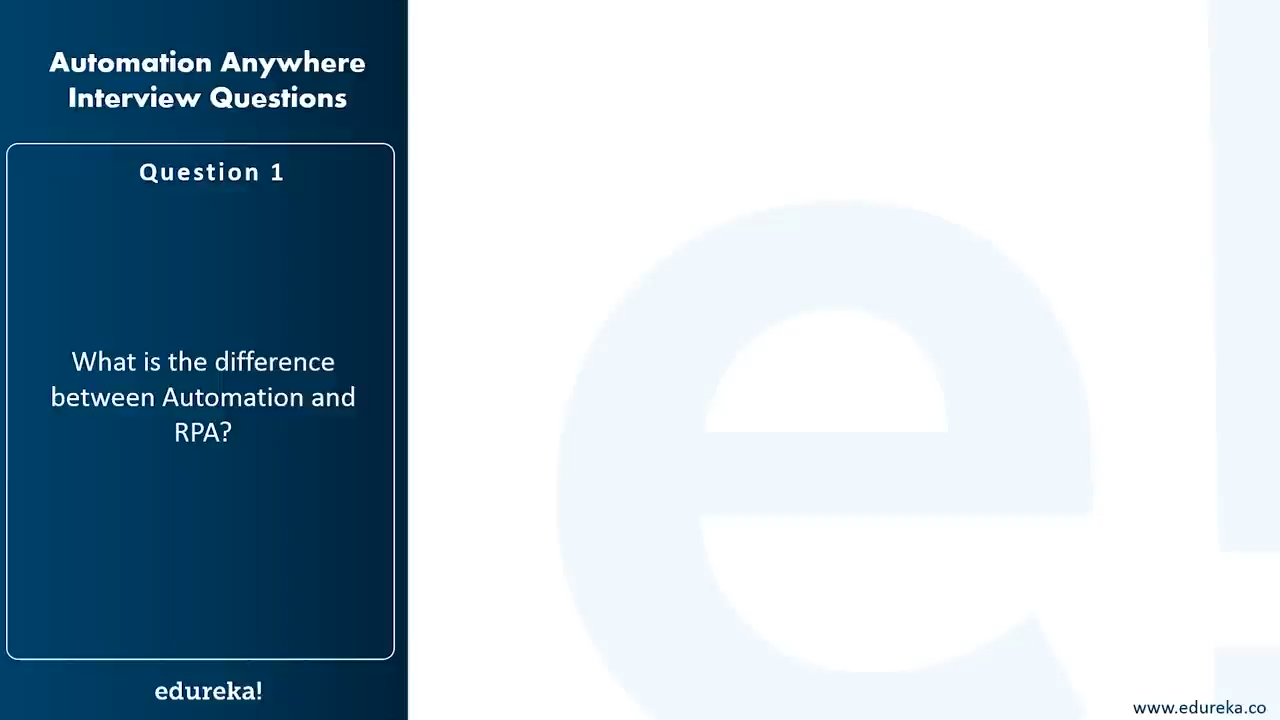 Automation Anywhere
Interview Questions
Question 1
What is the difference
between Automation and
RPA?
edureka!
www.edureka.co